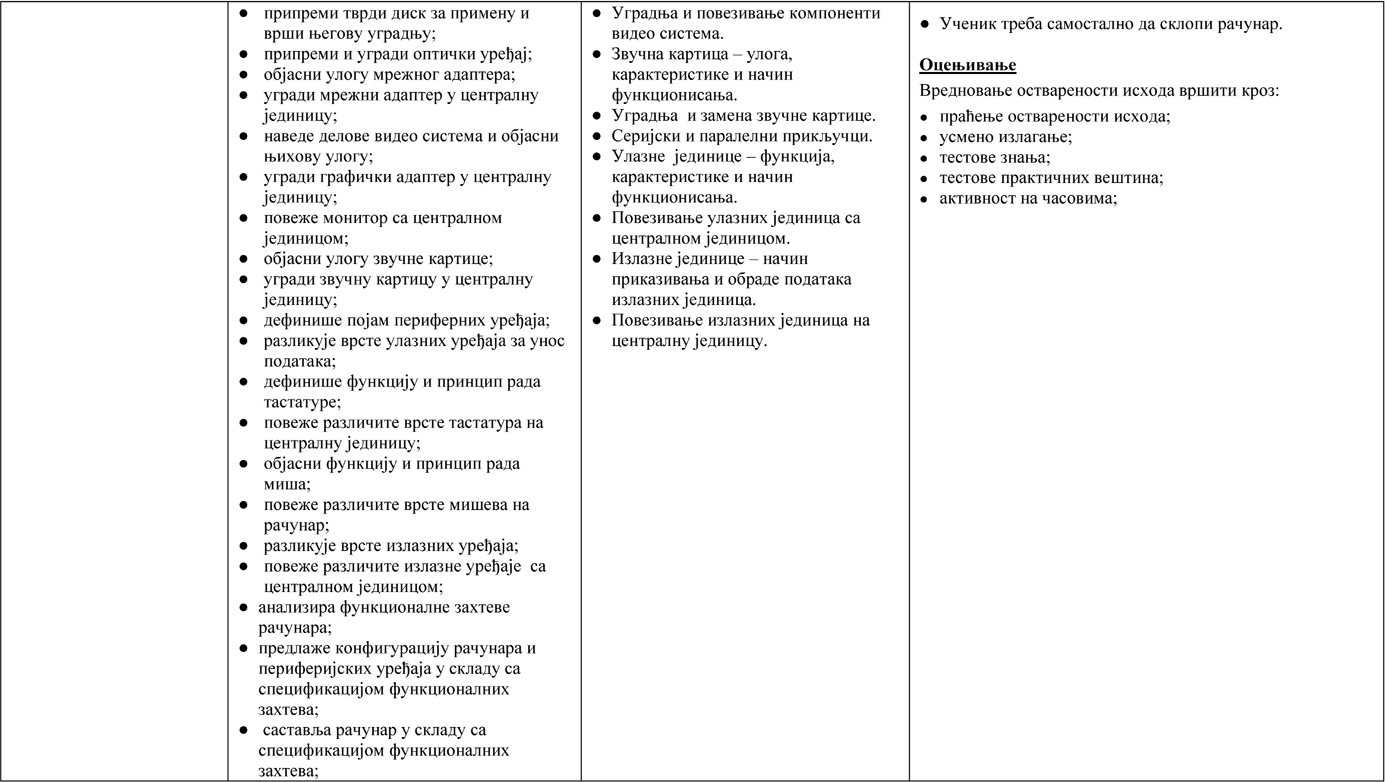 ● припреми тврди диск за примену и
врши његову уградњу;
● припреми и угради оптички уређај;
● објасни улогу мрежног адаптера;
● угради мрежни адаптер у централну
јединицу;
● наведе делове видео система и објасни
њихову улогу;
● угради графички адаптер у централну
јединицу;
● повеже монитор са централном
јединицом;
● објасни улогу звучне картице;
● угради звучну картицу у централну
јединицу;
● дефинише појам периферних уређаја;
● разликује врсте улазних уређаја за унос
података;
● дефинише функцију и принцип рада
тастатуре;
● повеже различите врсте тастатура на
централну јединицу;
● објасни функцију и принцип рада
миша;
● повеже различите врсте мишева на
рачунар;
● разликује врсте излазних уређаја;
● повеже различите излазне уређаје са
централном јединицом;
● анализира функционалне захтеве
рачунара;
● предлаже конфигурацију рачунара и
периферијских уређаја у складу са
спецификацијом функционалних
захтева;
● саставља рачунар у складу са
спецификацијом функционалних
захтева;
● Уградња и повезивање компоненти
видео система.
● Звучна картица – улога,
карактеристике и начин
функционисања.
● Уградња и замена звучне картице.
● Серијски и паралелни прикључци.
● Улазне јединице – функција,
карактеристике и начин
функционисања.
● Повезивање улазних јединица са
централном јединицом.
● Излазне јединице – начин
приказивања и обраде података
излазних јединица.
● Повезивање излазних јединица на
централну јединицу.
● Ученик треба самостално да склопи рачунар.
Оцењивање
Вредновање остварености исхода вршити кроз:
● праћење остварености исхода;
● усмено излагање;
● тестове знања;
● тестове практичних вештина;
● активност на часовима;